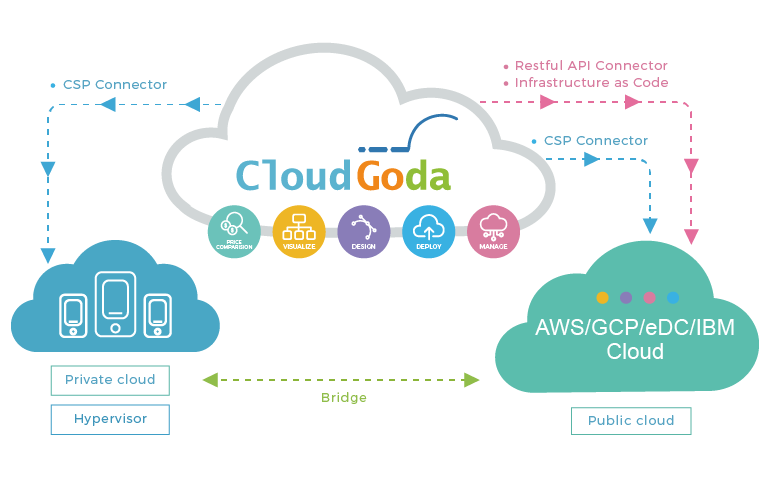 Restful API Connector
Infrastructure as Code
CSP Connector
CSP Connector
CloudGoda
PRICE
COMPARISION
VISUALIZE
DESIGN
DEPLOY
MANAGE
AWS/GCP/eDC/IBM
Cloud
Private cloud
Hypervisor
Bridge
Public cloud